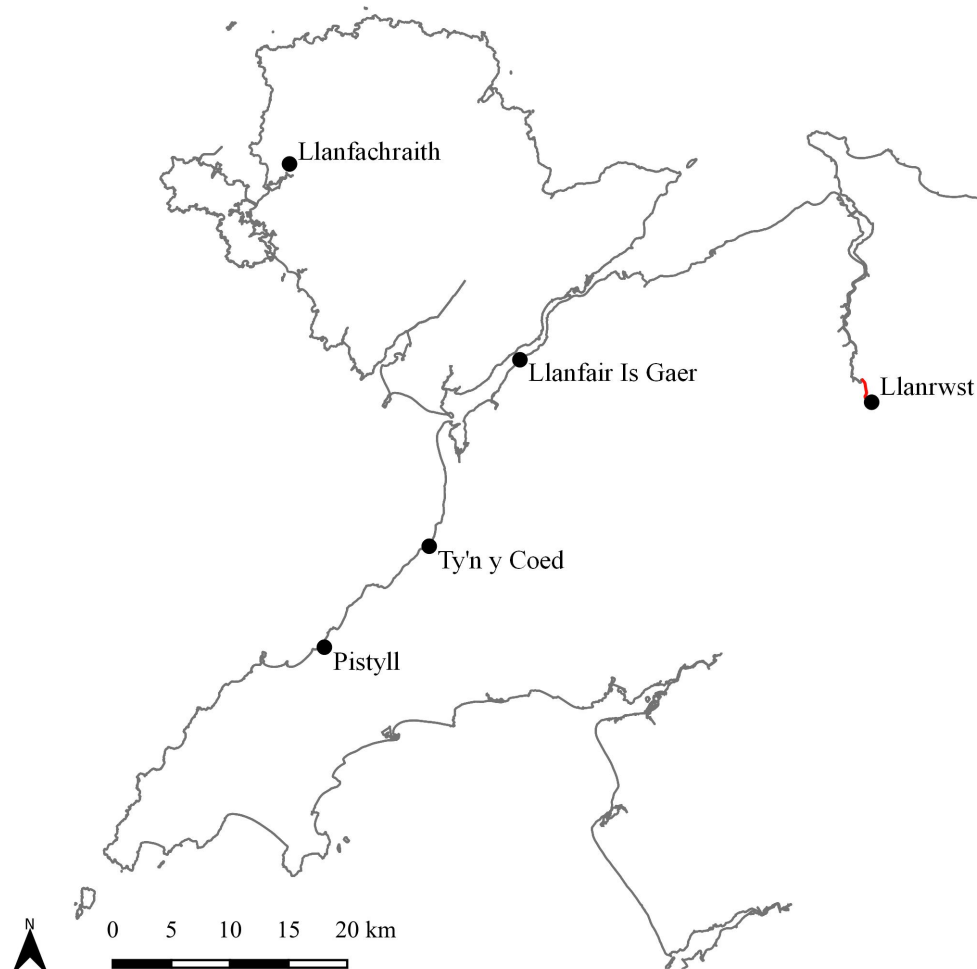 Llanfachraith
Llanfair Is Gaer
Llanrwst
Ty'n y Coed
Pistyll
N
0 5 10 15 20 km